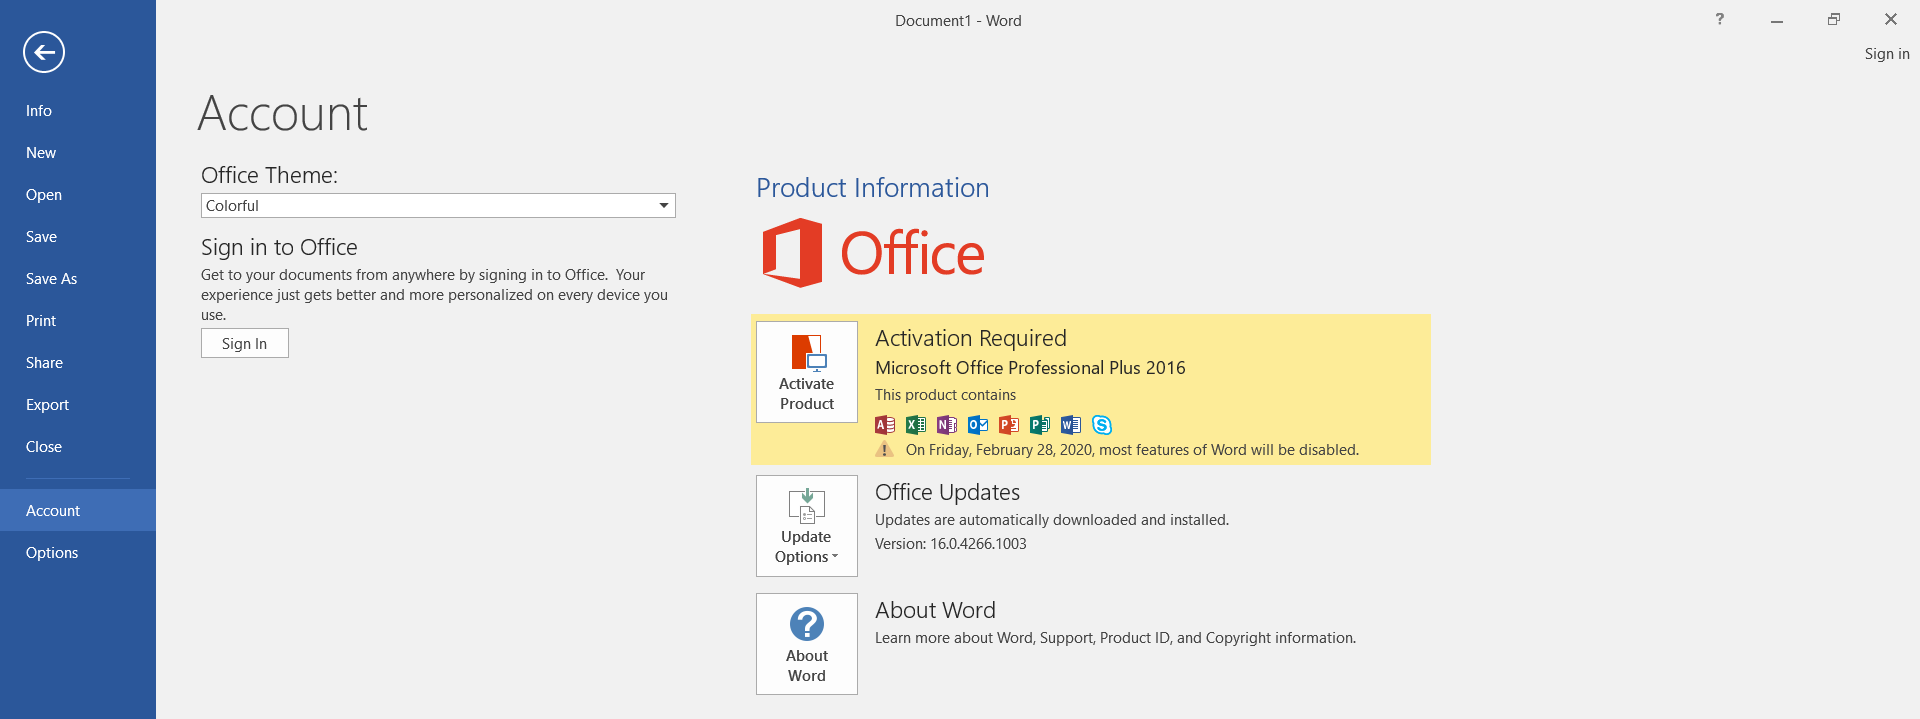 Document1 - Word
?
Sign in
Info
New
Open
Save
Save As
Print
Share
Export
Close
Account
Options
Account
Office Theme:
Colorful
Sign in to Office
Get to your documents from anywhere by signing in to Office.  Your
experience just gets better and more personalized on every device you
use.
Sign In
Product Information
Office
Activate
Product
Activation Required
Microsoft Office Professional Plus 2016
This product contains
A X N O P P W S
On Friday, February 28, 2020, most features of Word will be disabled.
Update
Options
Office Updates
Updates are automatically downloaded and installed.
Version: 16.0.4266.1003
?
About
Word
About Word
Learn more about Word, Support, Product ID, and Copyright information.